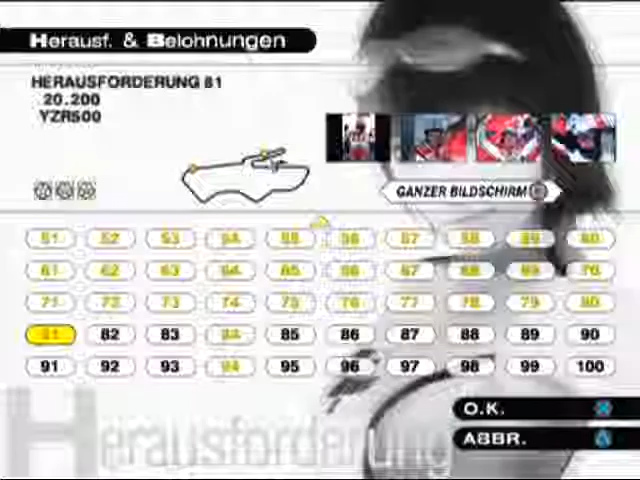 Herausf. & Belohnungen
HERAUSFORDERUNG 81
20.200
YZR500
GANZER BILDSCHIRM
51 52 53 54 55 56 57 58 59 60
61 62 63 64 65 66 67 68 69 70
71 72 73 74 75 76 77 78 79 80
81 82 83 84 85 86 87 88 89 90
91 92 93 94 95 96 97 98 99 100
O.K.
ABBR.
Herausforderung